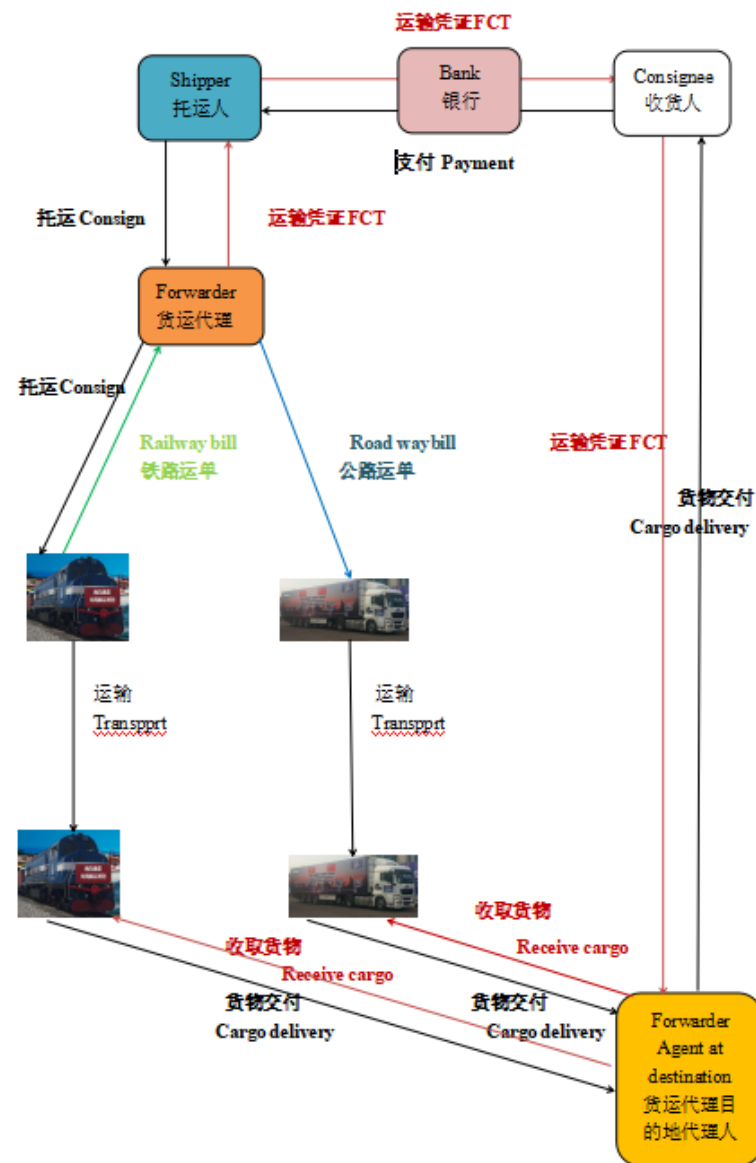 运输凭证FCT
Shipper
托运人
Bank
银行
Consignee
收货人
支付 Payment
托运 Consign
运输凭证FCT
Forwarder
货运代理
托运Consign
Railway bill
铁路运单
Road waybill
公路运单
运输凭证FCT
货物交付
Cargo delivery
运输
Transpprt
运输
Transpprt
收取货物
Receive cargo
收取货物
Receive cargo
货物交付
Cargo delivery
货物交付
Cargo delivery
Forwarder
Agent at
destination
货运代理目
的地代理人